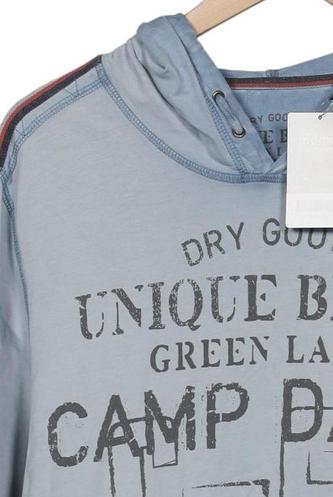 DRY GOO
UNIQUE B
GREEN LA
CAMP D